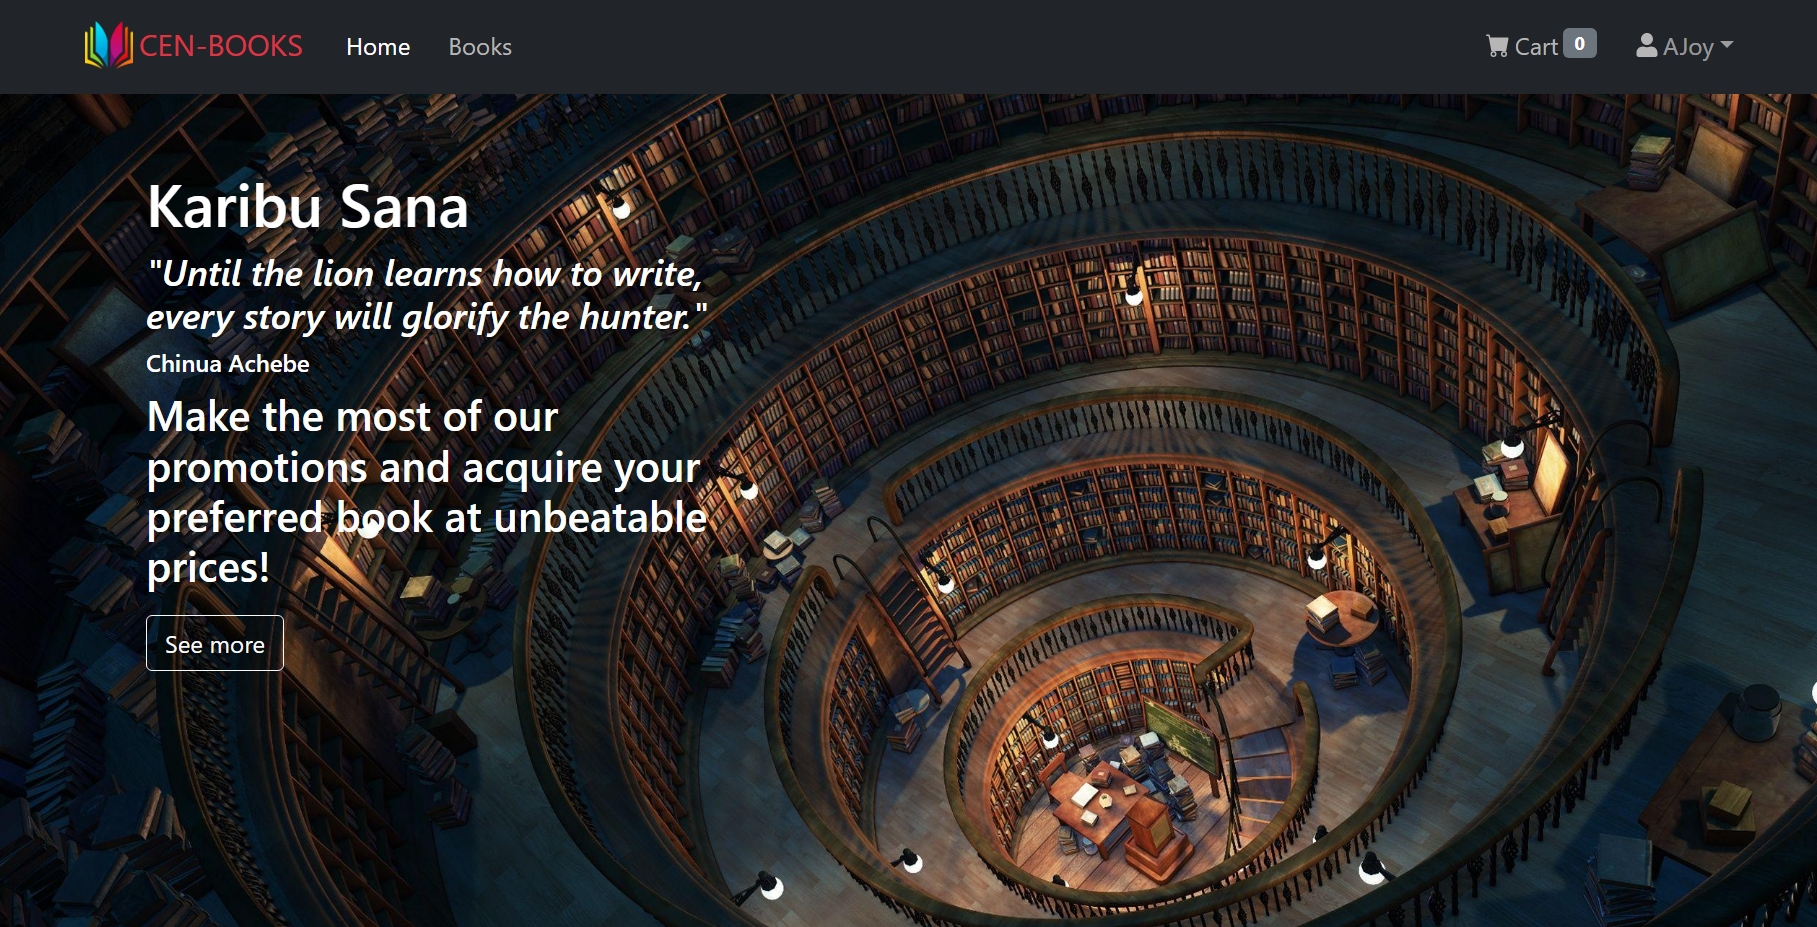 CEN-BOOKS Home Books Cart 0 AJoy
Karibu Sana
"Until the lion learns how to write,
every story will glorify the hunter."
Chinua Achebe
Make the most of our
promotions and acquire your
preferred book at unbeatable
prices!
See more